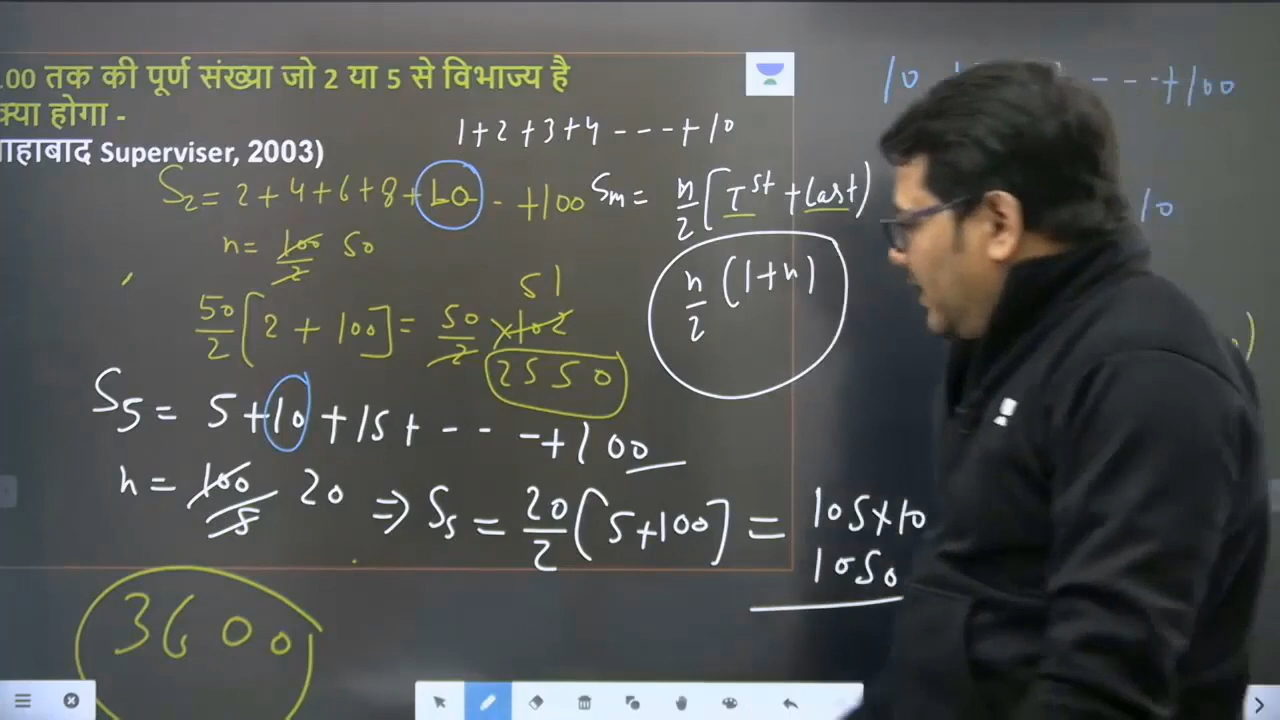 .00 तक की पूर्ण संख्या जो 2 या 5 से विभाज्य है
क्या होगा -
ाहाबाद Superviser, 2003)
1+2+3+4 ----+10
S2= 2+4+6+8+10 - +100
Sn= n/2[Ist+Last)
n= 100/2 50
n/2 (1+n)
50/2[2+100]= 50/2 ×102 51
2550
S5= 5+10+15+ -- -+100
n= 100/5 20 ⇒ S5 = 20/2(5+100] = 105×10
1050
3600
10 --- +100
10